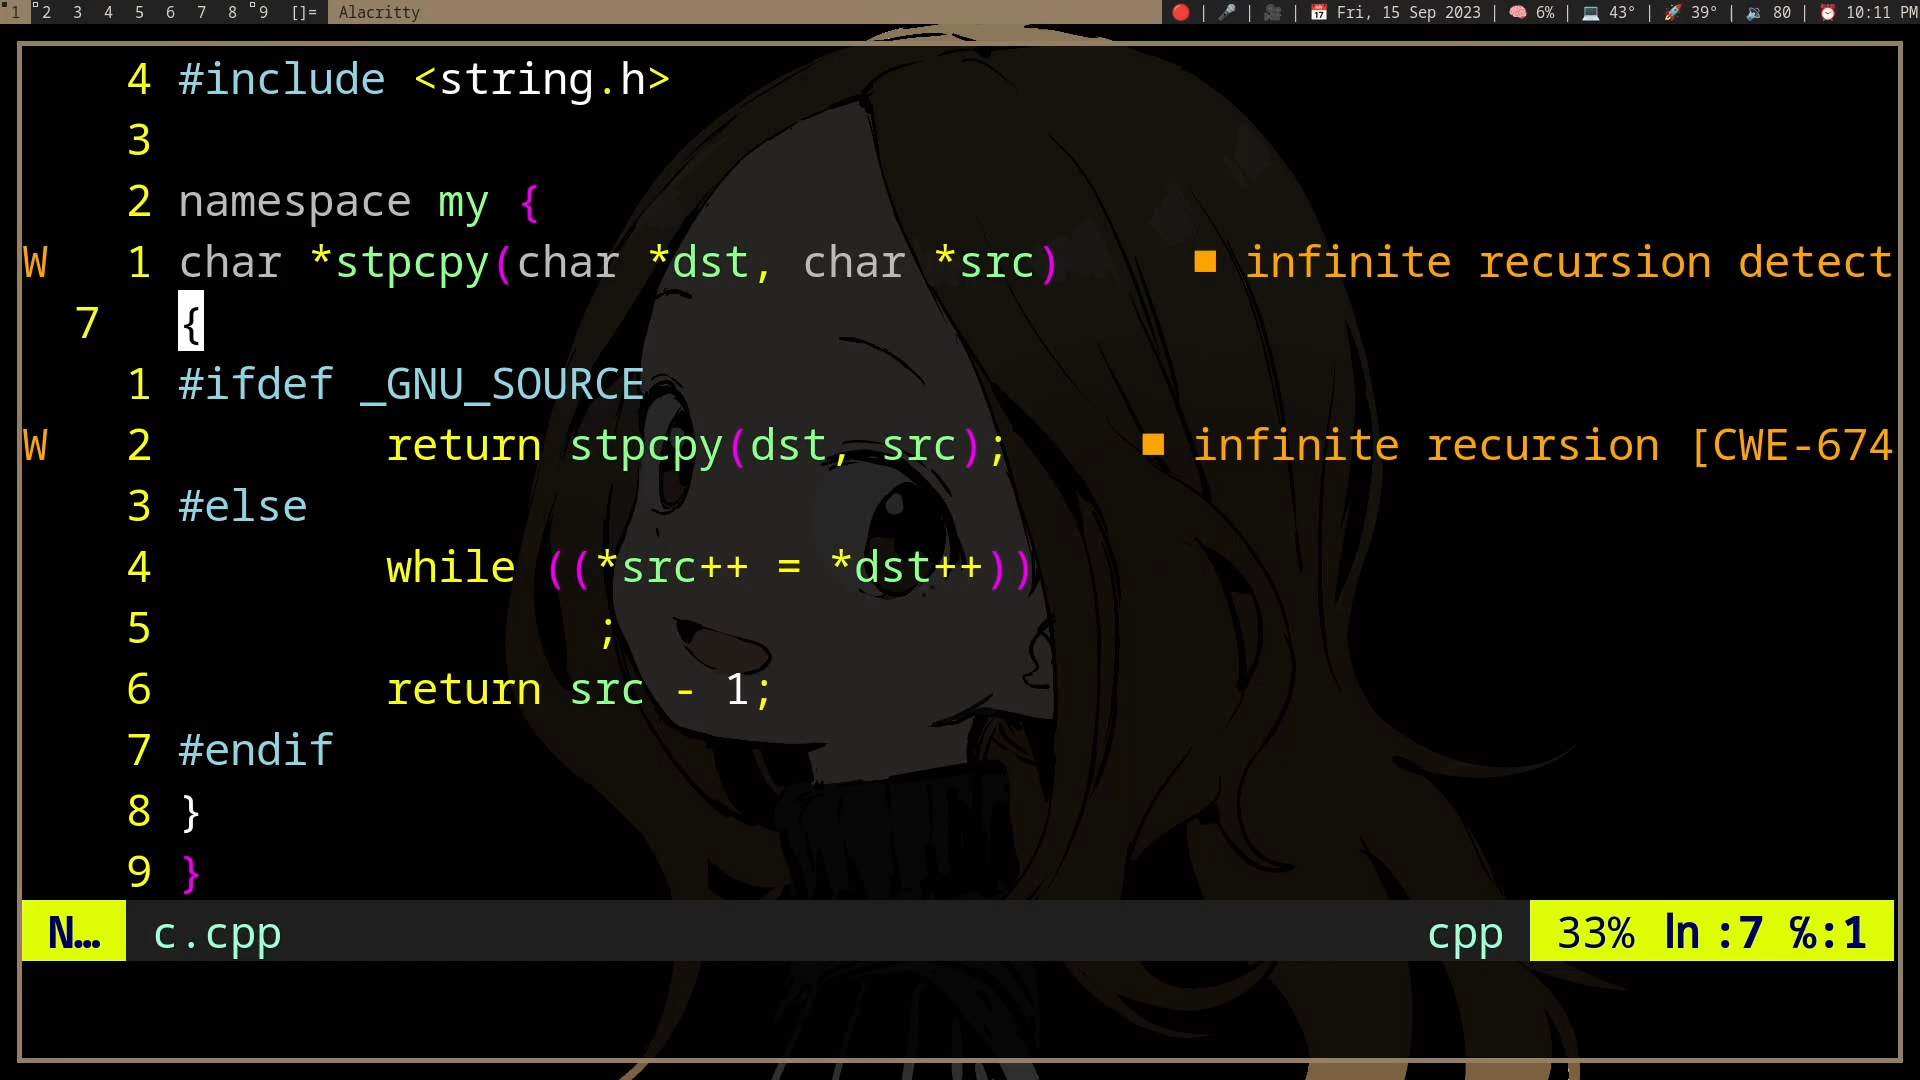 1 2 3 4 5 6 7 8 9 []= Alacritty | | | Fri, 15 Sep 2023 | 6% | 43° | 39° | 80 | 10:11 PM
4 #include <string.h>
3
2 namespace my {
W 1 char *stpcpy(char *dst, char *src) ■ infinite recursion detect
7 {
1 #ifdef _GNU_SOURCE
W 2 return stpcpy(dst, src); ■ infinite recursion [CWE-674
3 #else
4 while ((*src++ = *dst++))
5 ;
6 return src - 1;
7 #endif
8 }
9 }
N… c.cpp cpp 33% ln :7 ℅:1